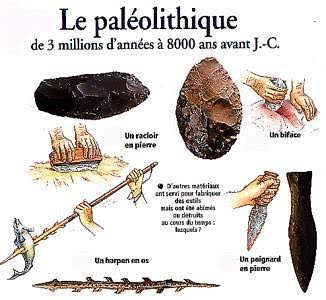 Le paléolithique
de 3 millions d'années à 8000 ans avant J.-C.
Un racloir
en pierre
Un biface
● D'autres matériaux
ont servi pour fabriquer
des outils
mais ont été abîmés
ou détruits
au cours du temps :
lesquels ?
Un harpon en os
Un poignard
en pierre